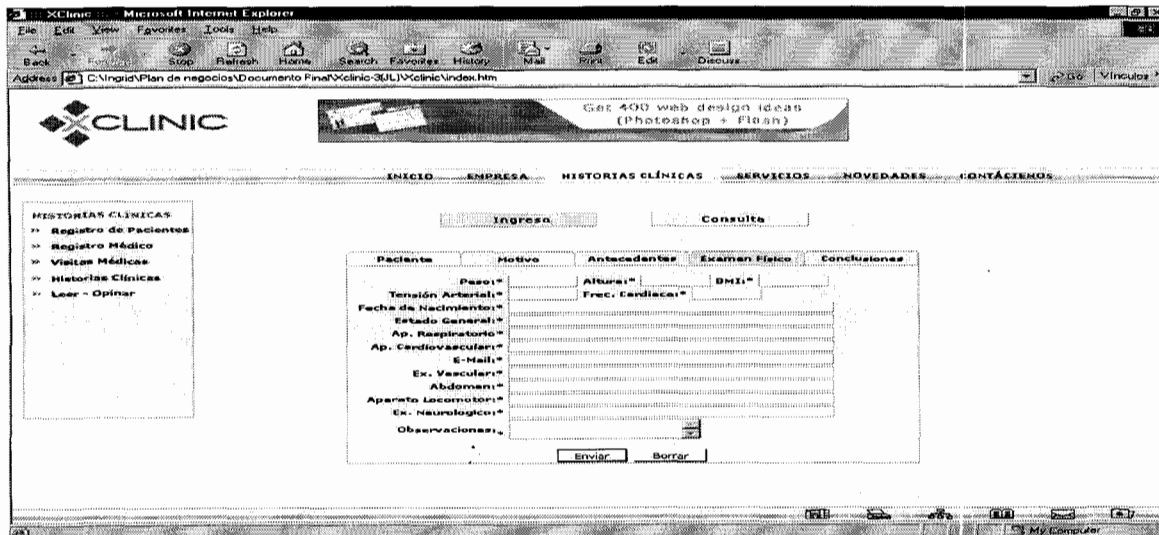 XClinic - Microsoft Internet Explorer
File Edit View Favorites Tools Help
Back Stop Refresh Home Search Favorites History Mail Print Edit Discuss
Address C:\Ingrid\Plan de negocios\Documento Final\Xclinic-3(JL)\Xclinic\index.htm Go Vínculos
XCLINIC
Get 400 web design ideas
(Photoshop + Flash)
INICIO EMPRESA HISTORIAS CLÍNICAS SERVICIOS NOVEDADES CONTÁCTENOS
HISTORIAS CLINICAS
Registro de Pacientes
Registro Médico
Visitas Médicas
Historias Clínicas
Leer - Opinar
Ingreso Consulta
Paciente Motivo Antecedentes Examen Físico Conclusiones
Peso:* Altura:* BMI:*
Tensión Arterial:* Frec. Cardiaca:*
Fecha de Nacimiento:*
Estado General:*
Ap. Respiratorio*
Ap. Cardiovascular:*
E-Mail:*
Ex. Vascular:*
Abdomen:*
Aparato Locomotor:*
Ex. Neurologico:*
Observaciones:*
Enviar Borrar
My Computer